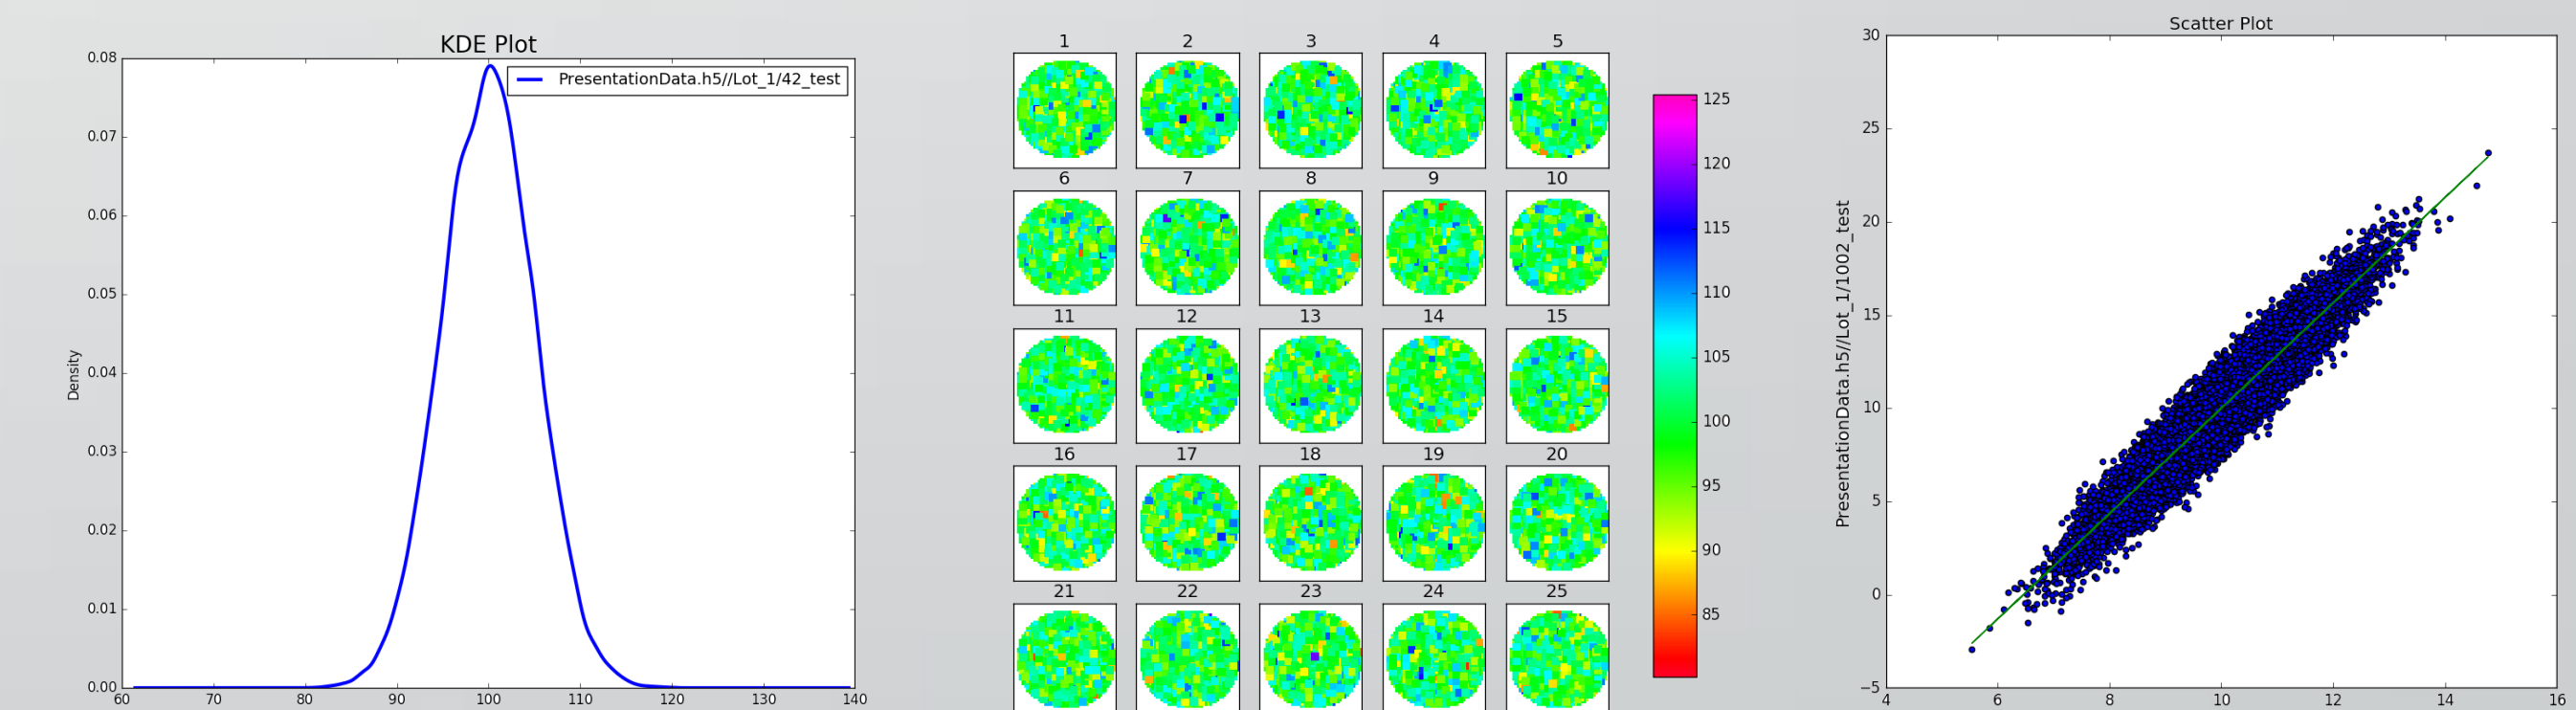 KDE Plot
PresentationData.h5//Lot_1/42_test
Density
0.08
0.07
0.06
0.05
0.04
0.03
0.02
0.01
0.00
60 70 80 90 100 110 120 130 140
1 2 3 4 5
6 7 8 9 10
11 12 13 14 15
16 17 18 19 20
21 22 23 24 25
125
120
115
110
105
100
95
90
85
Scatter Plot
PresentationData.h5//Lot_1/1002_test
30
25
20
15
10
5
0
−5
4 6 8 10 12 14 16